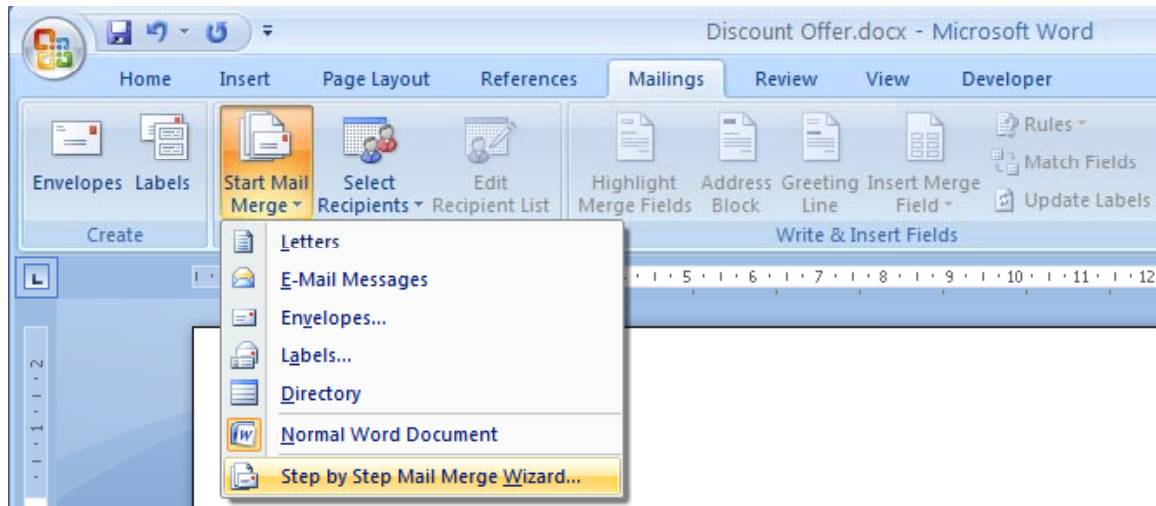 Discount Offer.docx - Microsoft Word
Home Insert Page Layout References Mailings Review View Developer
Envelopes
Labels
Start Mail
Merge
Select
Recipients
Edit
Recipient List
Highlight
Merge Fields
Address
Block
Greeting
Line
Insert Merge
Field
Rules
Match Fields
Update Labels
Create
Write & Insert Fields
Letters
E-Mail Messages
Envelopes...
Labels...
Directory
Normal Word Document
Step by Step Mail Merge Wizard...
L
5 6 7 8 9 10 11 12
2
1